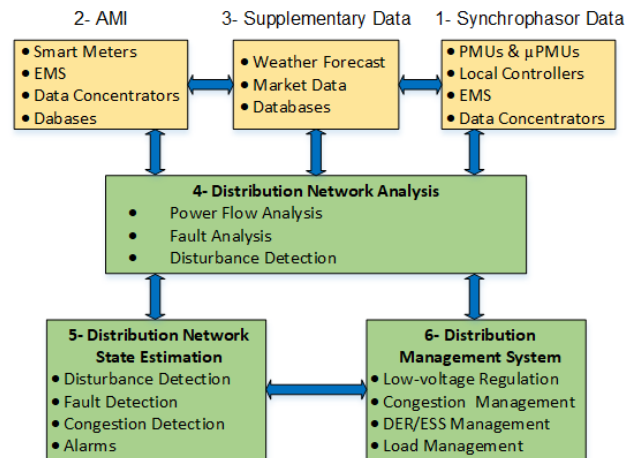 2- AMI
3- Supplementary Data
1- Synchrophasor Data
• Smart Meters
• EMS
• Data Concentrators
• Dabases
• Weather Forecast
• Market Data
• Databases
• PMUs & µPMUs
• Local Controllers
• EMS
• Data Concentrators
4- Distribution Network Analysis
• Power Flow Analysis
• Fault Analysis
• Disturbance Detection
5- Distribution Network
State Estimation
• Disturbance Detection
• Fault Detection
• Congestion Detection
• Alarms
6- Distribution
Management System
• Low-voltage Regulation
• Congestion Management
• DER/ESS Management
• Load Management